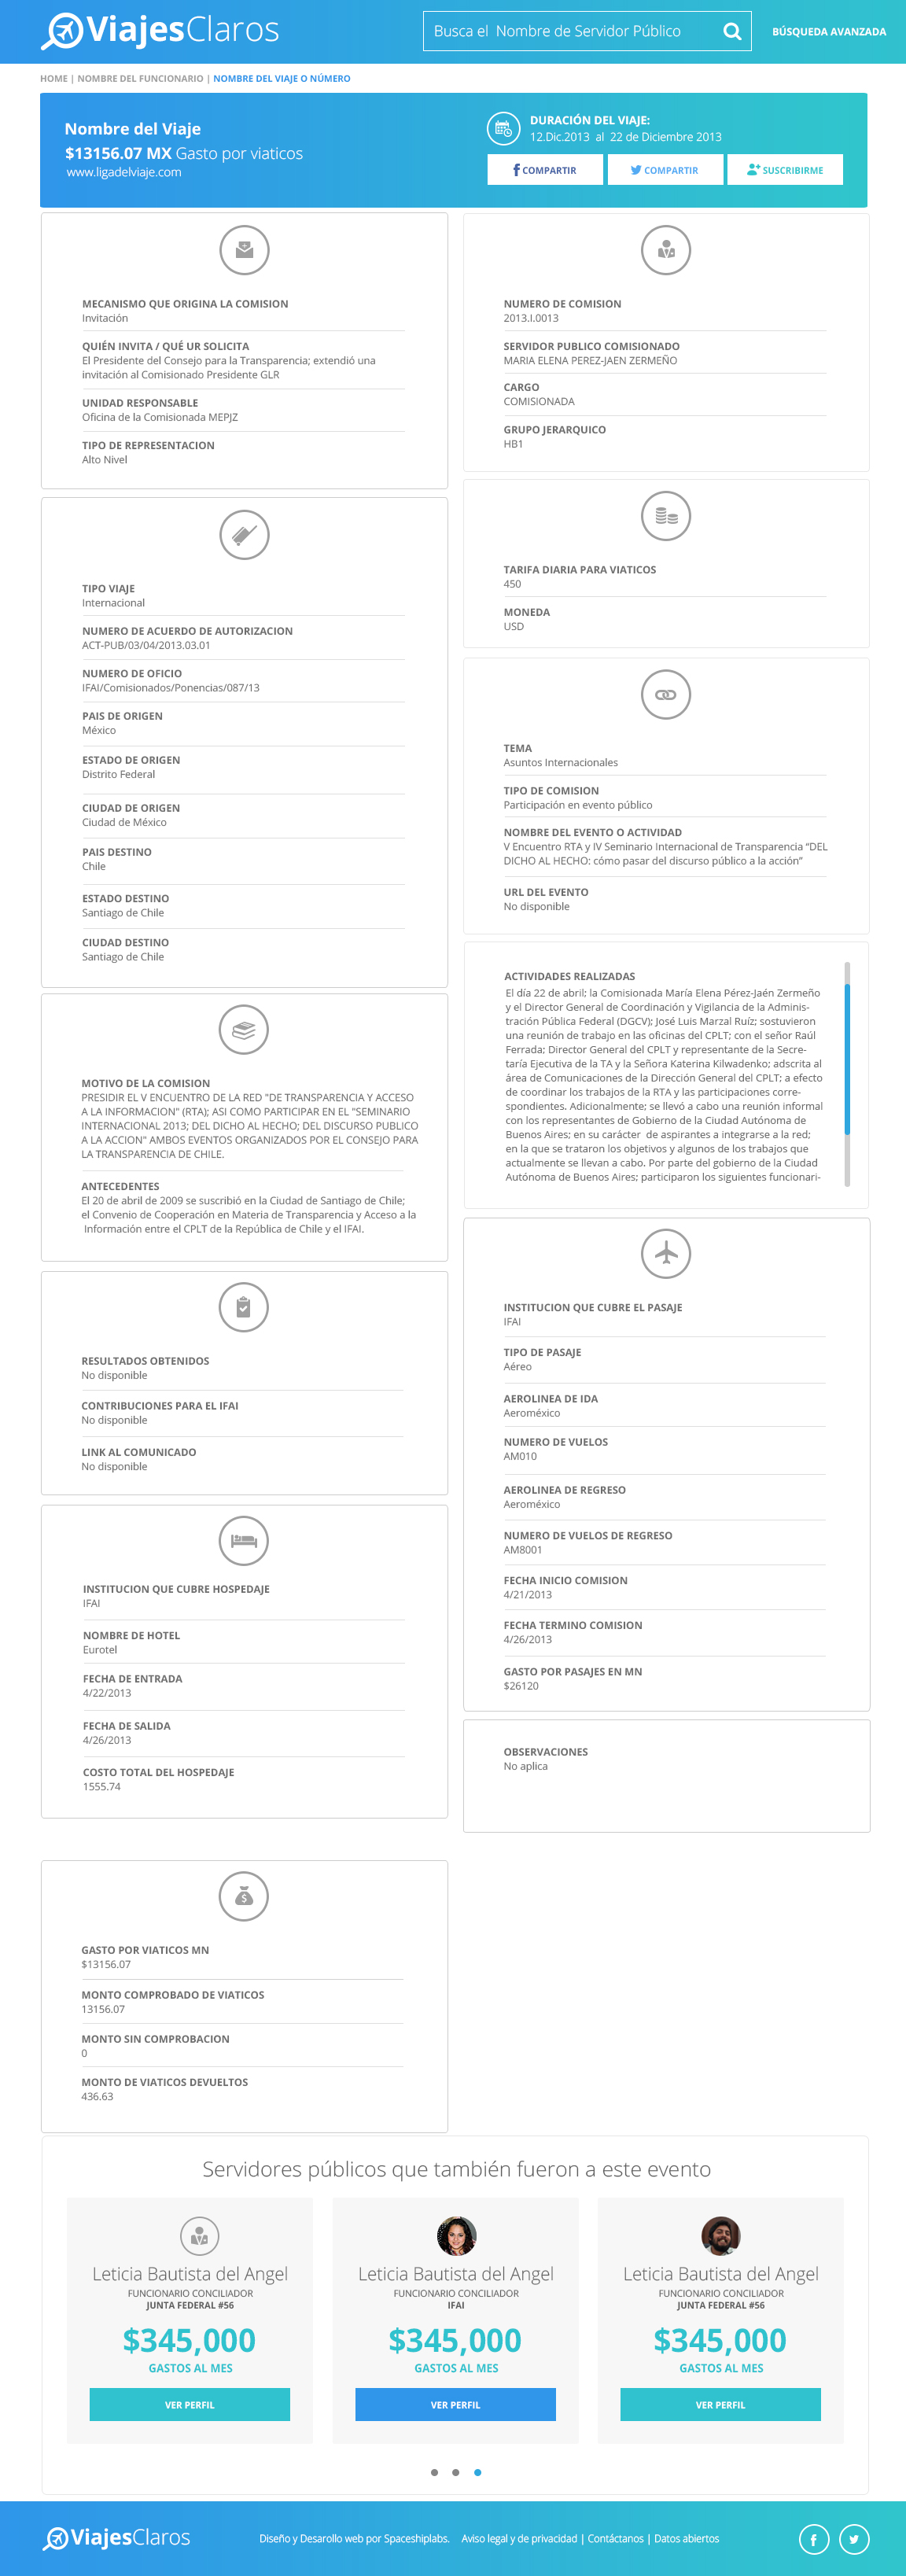 ViajesClaros
Busca el Nombre de Servidor Público
BÚSQUEDA AVANZADA
HOME | NOMBRE DEL FUNCIONARIO | NOMBRE DEL VIAJE O NÚMERO
Nombre del Viaje
$13156.07 MX Gasto por viaticos
www.ligadelviaje.com
DURACIÓN DEL VIAJE:
12.Dic.2013 al 22 de Diciembre 2013
COMPARTIR
COMPARTIR
SUSCRIBIRME
MECANISMO QUE ORIGINA LA COMISION
Invitación
QUIÉN INVITA / QUÉ UR SOLICITA
El Presidente del Consejo para la Transparencia; extendió una
invitación al Comisionado Presidente GLR
UNIDAD RESPONSABLE
Oficina de la Comisionada MEPJZ
TIPO DE REPRESENTACION
Alto Nivel
TIPO VIAJE
Internacional
NUMERO DE ACUERDO DE AUTORIZACION
ACT-PUB/03/04/2013.03.01
NUMERO DE OFICIO
IFAI/Comisionados/Ponencias/087/13
PAIS DE ORIGEN
México
ESTADO DE ORIGEN
Distrito Federal
CIUDAD DE ORIGEN
Ciudad de México
PAIS DESTINO
Chile
ESTADO DESTINO
Santiago de Chile
CIUDAD DESTINO
Santiago de Chile
MOTIVO DE LA COMISION
PRESIDIR EL V ENCUENTRO DE LA RED "DE TRANSPARENCIA Y ACCESO
A LA INFORMACION" (RTA); ASI COMO PARTICIPAR EN EL "SEMINARIO
INTERNACIONAL 2013; DEL DICHO AL HECHO; DEL DISCURSO PUBLICO
A LA ACCION" AMBOS EVENTOS ORGANIZADOS POR EL CONSEJO PARA
LA TRANSPARENCIA DE CHILE.
ANTECEDENTES
El 20 de abril de 2009 se suscribió en la Ciudad de Santiago de Chile;
el Convenio de Cooperación en Materia de Transparencia y Acceso a la
Información entre el CPLT de la República de Chile y el IFAI.
RESULTADOS OBTENIDOS
No disponible
CONTRIBUCIONES PARA EL IFAI
No disponible
LINK AL COMUNICADO
No disponible
INSTITUCION QUE CUBRE HOSPEDAJE
IFAI
NOMBRE DE HOTEL
Eurotel
FECHA DE ENTRADA
4/22/2013
FECHA DE SALIDA
4/26/2013
COSTO TOTAL DEL HOSPEDAJE
1555.74
GASTO POR VIATICOS MN
$13156.07
MONTO COMPROBADO DE VIATICOS
13156.07
MONTO SIN COMPROBACION
0
MONTO DE VIATICOS DEVUELTOS
436.63
NUMERO DE COMISION
2013.I.0013
SERVIDOR PUBLICO COMISIONADO
MARIA ELENA PEREZ-JAEN ZERMEÑO
CARGO
COMISIONADA
GRUPO JERARQUICO
HB1
TARIFA DIARIA PARA VIATICOS
450
MONEDA
USD
TEMA
Asuntos Internacionales
TIPO DE COMISION
Participación en evento público
NOMBRE DEL EVENTO O ACTIVIDAD
V Encuentro RTA y IV Seminario Internacional de Transparencia “DEL
DICHO AL HECHO: cómo pasar del discurso público a la acción”
URL DEL EVENTO
No disponible
ACTIVIDADES REALIZADAS
El día 22 de abril; la Comisionada María Elena Pérez-Jaén Zermeño
y el Director General de Coordinación y Vigilancia de la Adminis-
tración Pública Federal (DGCV); José Luis Marzal Ruíz; sostuvieron
una reunión de trabajo en las oficinas del CPLT; con el señor Raúl
Ferrada; Director General del CPLT y representante de la Secre-
taría Ejecutiva de la TA y la Señora Katerina Kilwadenko; adscrita al
área de Comunicaciones de la Dirección General del CPLT; a efecto
de coordinar los trabajos de la RTA y las participaciones corre-
spondientes. Adicionalmente; se llevó a cabo una reunión informal
con los representantes de Gobierno de la Ciudad Autónoma de
Buenos Aires; en su carácter de aspirantes a integrarse a la red;
en la que se trataron los objetivos y algunos de los trabajos que
actualmente se llevan a cabo. Por parte del gobierno de la Ciudad
Autónoma de Buenos Aires; participaron los siguientes funcionari-
INSTITUCION QUE CUBRE EL PASAJE
IFAI
TIPO DE PASAJE
Aéreo
AEROLINEA DE IDA
Aeroméxico
NUMERO DE VUELOS
AM010
AEROLINEA DE REGRESO
Aeroméxico
NUMERO DE VUELOS DE REGRESO
AM8001
FECHA INICIO COMISION
4/21/2013
FECHA TERMINO COMISION
4/26/2013
GASTO POR PASAJES EN MN
$26120
OBSERVACIONES
No aplica
Servidores públicos que también fueron a este evento
Leticia Bautista del Angel
FUNCIONARIO CONCILIADOR
JUNTA FEDERAL #56
$345,000
GASTOS AL MES
VER PERFIL
Leticia Bautista del Angel
FUNCIONARIO CONCILIADOR
IFAI
$345,000
GASTOS AL MES
VER PERFIL
Leticia Bautista del Angel
FUNCIONARIO CONCILIADOR
JUNTA FEDERAL #56
$345,000
GASTOS AL MES
VER PERFIL
ViajesClaros
Diseño y Desarollo web por Spaceshiplabs. Aviso legal y de privacidad | Contáctanos | Datos abiertos